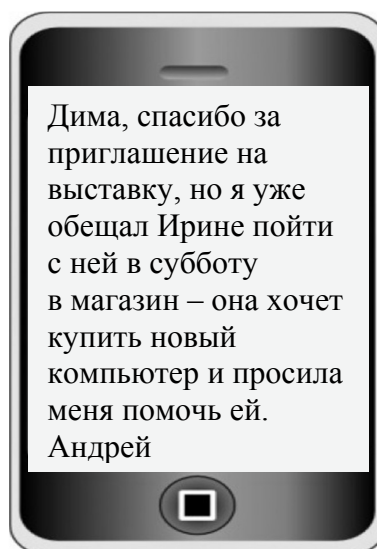 Дима, спасибо за
приглашение на
выставку, но я уже
обещал Ирине пойти
с ней в субботу
в магазин – она хочет
купить новый
компьютер и просила
меня помочь ей.
Андрей